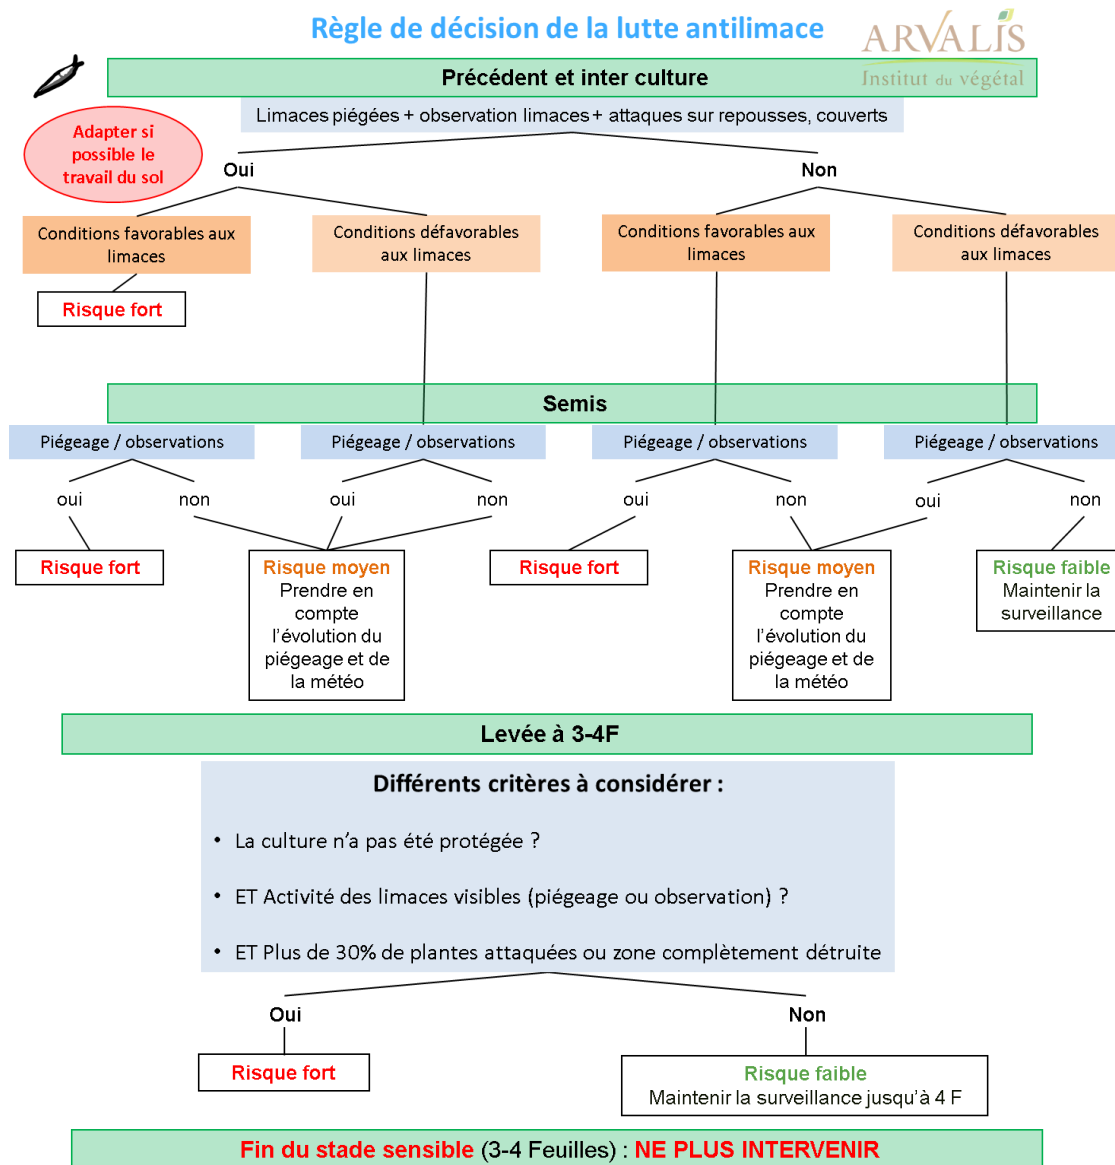 Règle de décision de la lutte antilimace
ARVALIS
Institut du végétal
Précédent et inter culture
Limaces piégées + observation limaces + attaques sur repousses, couverts
Adapter si
possible le
travail du sol
Oui
Non
Conditions favorables aux
limaces
Conditions défavorables
aux limaces
Conditions favorables aux
limaces
Conditions défavorables
aux limaces
Risque fort
Semis
Piégeage / observations
Piégeage / observations
Piégeage / observations
Piégeage / observations
oui
non
oui
non
oui
non
oui
non
Risque fort
Risque moyen
Prendre en
compte
l'évolution du
piégeage et de
la météo
Risque fort
Risque moyen
Prendre en
compte
l'évolution du
piégeage et de
la météo
Risque faible
Maintenir la
surveillance
Levée à 3-4F
Différents critères à considérer :
• La culture n'a pas été protégée ?
• ET Activité des limaces visibles (piégeage ou observation) ?
• ET Plus de 30% de plantes attaquées ou zone complètement détruite
Oui
Non
Risque fort
Risque faible
Maintenir la surveillance jusqu'à 4 F
Fin du stade sensible (3-4 Feuilles) : NE PLUS INTERVENIR